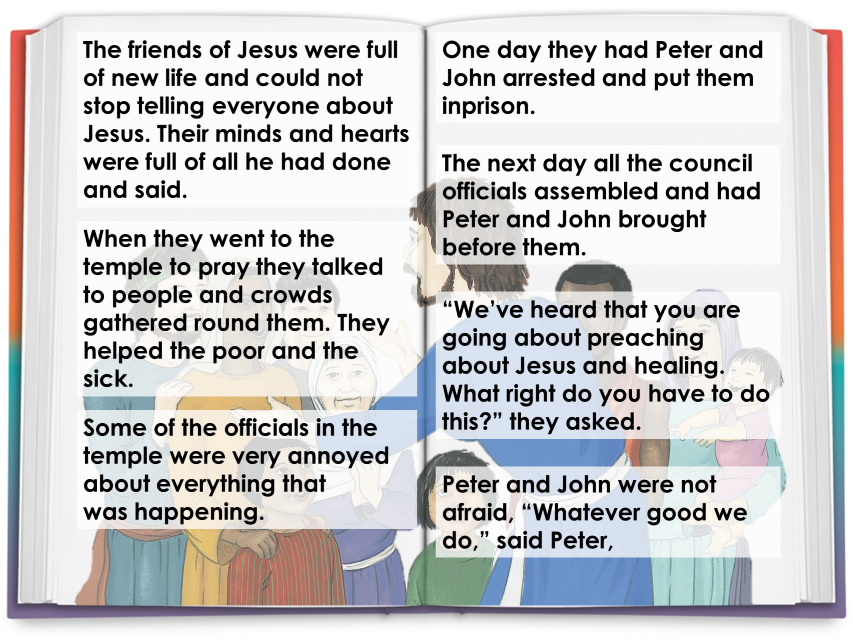 The friends of Jesus were full
of new life and could not
stop telling everyone about
Jesus. Their minds and hearts
were full of all he had done
and said.
When they went to the
temple to pray they talked
to people and crowds
gathered round them. They
helped the poor and the
sick.
Some of the officials in the
temple were very annoyed
about everything that
was happening.
One day they had Peter and
John arrested and put them
inprison.
The next day all the council
officials assembled and had
Peter and John brought
before them.
“We’ve heard that you are
going about preaching
about Jesus and healing.
What right do you have to do
this?” they asked.
Peter and John were not
afraid, “Whatever good we
do,” said Peter,